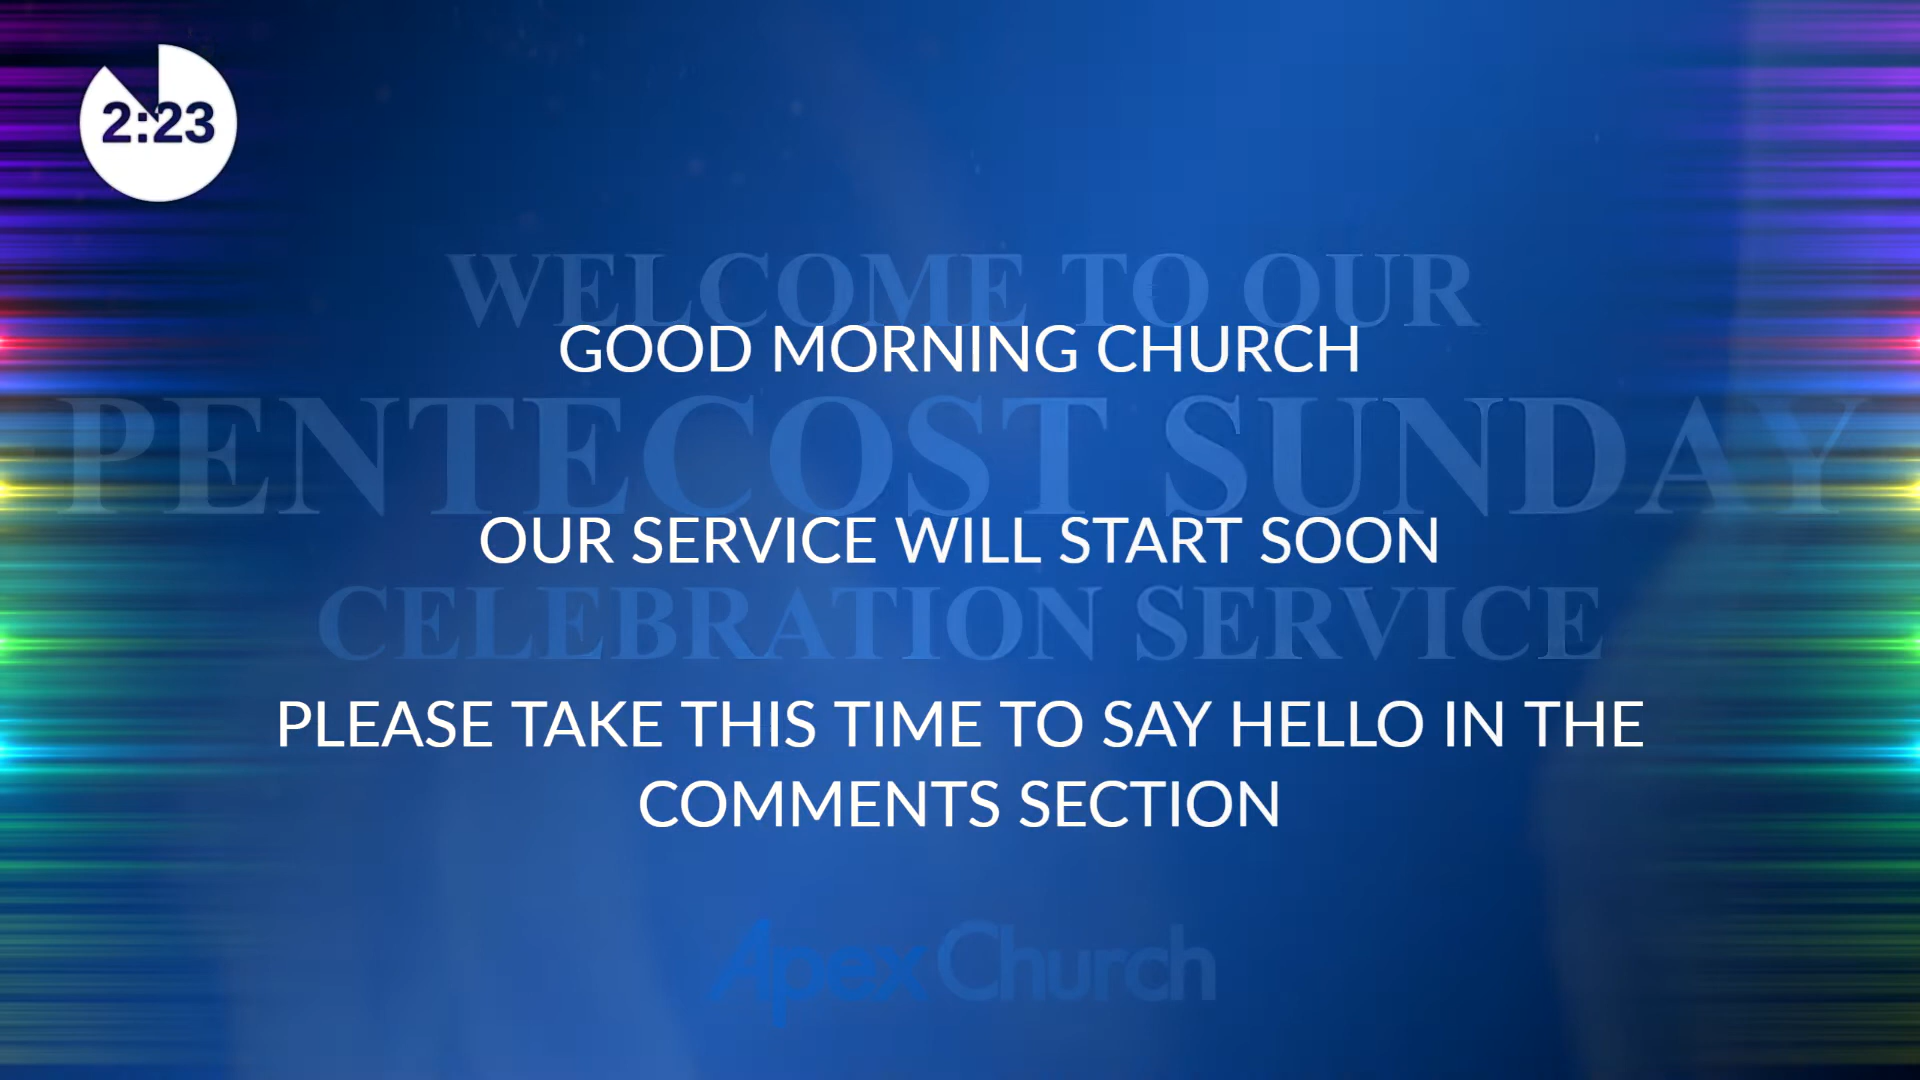 2:23
WELCOME TO OUR
GOOD MORNING CHURCH
PENTECOST SUNDAY
OUR SERVICE WILL START SOON
CELEBRATION SERVICE
PLEASE TAKE THIS TIME TO SAY HELLO IN THE
COMMENTS SECTION
Apex Church